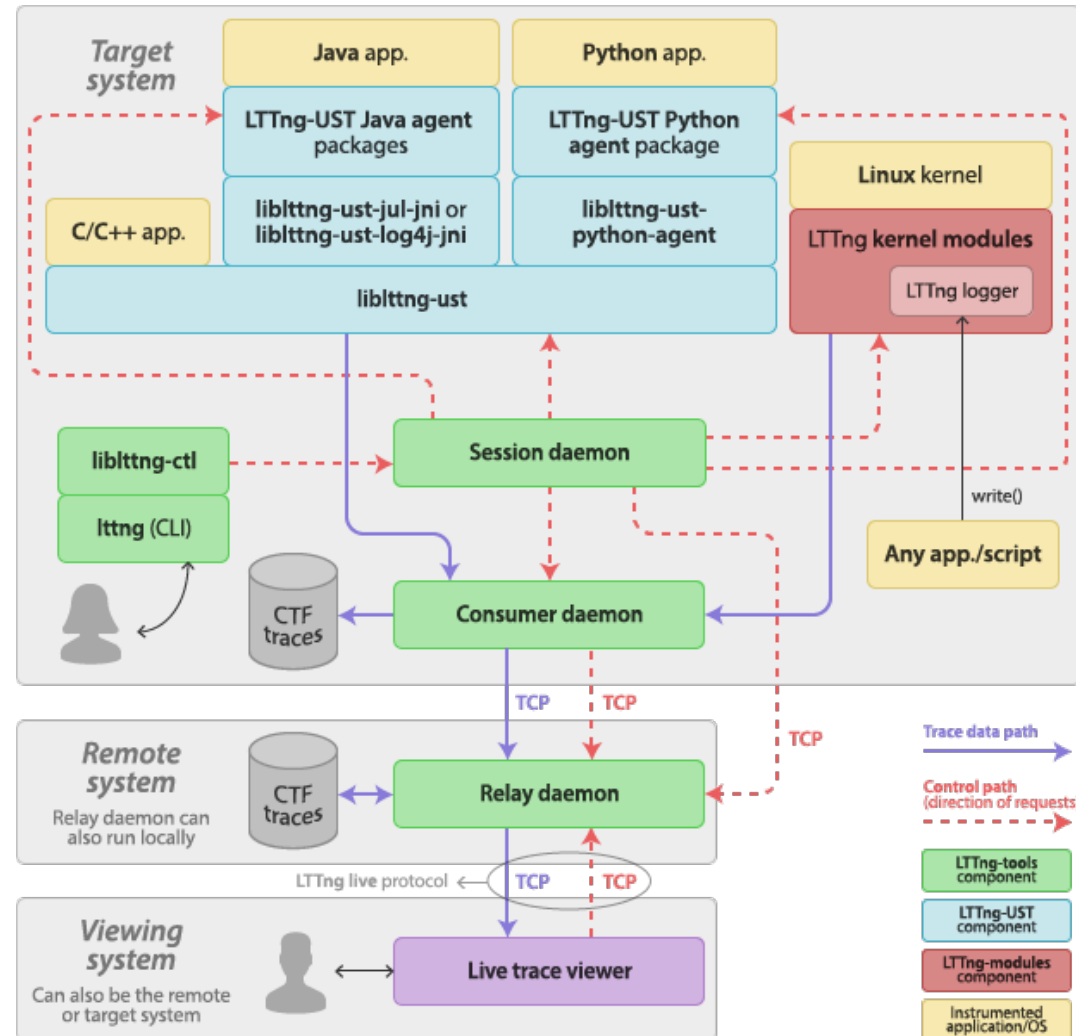 Target
system
Java app.
Python app.
LTTng-UST Java agent
packages
LTTng-UST Python
agent package
Linux kernel
C/C++ app.
liblttng-ust-jul-jni or
liblttng-ust-log4j-jni
liblttng-ust-
python-agent
LTTng kernel modules
LTTng logger
liblttng-ust
liblttng-ctl
lttng (CLI)
Session daemon
write()
Any app./script
CTF
traces
Consumer daemon
TCP
TCP
TCP
Remote
system
Relay daemon can
also run locally
CTF
traces
Relay daemon
LTTng live protocol
TCP
TCP
Viewing
system
Can also be the remote
or target system
Live trace viewer
Trace data path
Control path
(direction of requests
LTTng-tools
component
LTTng-UST
component
LTTng-modules
component
Instrumented
application/OS